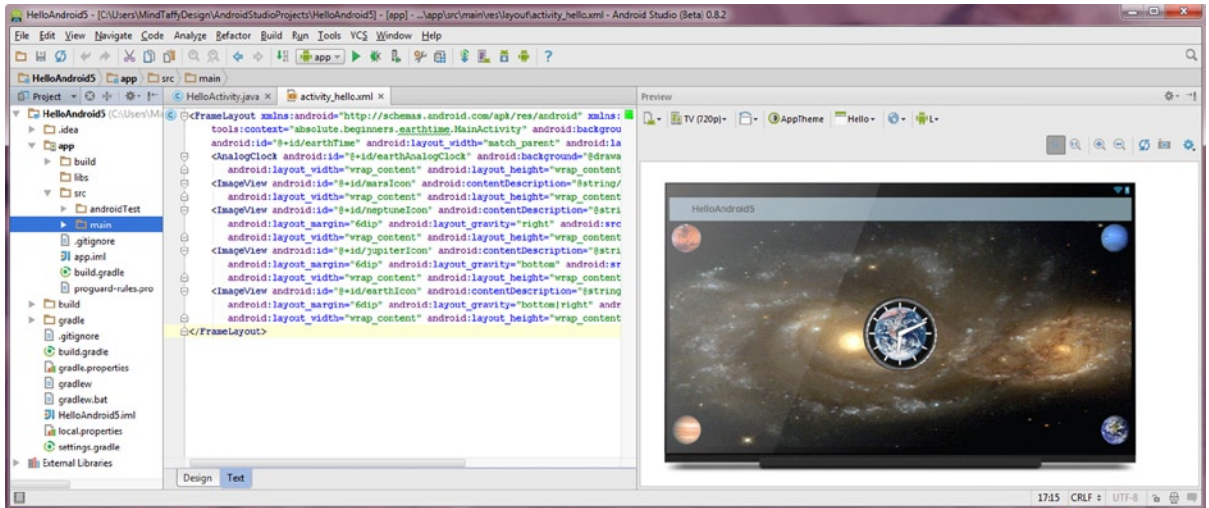 HelloAndroid5 - [C:\Users\MindTaffyDesign\AndroidStudioProjects\HelloAndroid5] - [app] - ...\app\src\main\res\layout\activity_hello.xml - Android Studio (Beta) 0.8.2
File Edit View Navigate Code Analyze Refactor Build Run Tools VCS Window Help
app
HelloAndroid5 app src main
Project
HelloActivity.java × activity_hello.xml ×
Preview
HelloAndroid5 (C:\Users\Mi
.idea
app
build
libs
src
androidTest
main
.gitignore
app.iml
build.gradle
proguard-rules.pro
build
gradle
.gitignore
build.gradle
gradle.properties
gradlew
gradlew.bat
HelloAndroid5.iml
local.properties
settings.gradle
External Libraries
<FrameLayout xmlns:android="http://schemas.android.com/apk/res/android" xmlns:
tools:context="absolute.beginners.earthtime.MainActivity" android:backgrou
android:id="@+id/earthTime" android:layout_width="match_parent" android:la
<AnalogClock android:id="@+id/earthAnalogClock" android:background="@drawa
android:layout_width="wrap_content" android:layout_height="wrap_content
<ImageView android:id="@+id/marsIcon" android:contentDescription="@string/
android:layout_width="wrap_content" android:layout_height="wrap_content
<ImageView android:id="@+id/neptuneIcon" android:contentDescription="@stri
android:layout_margin="6dip" android:layout_gravity="right" android:src
android:layout_width="wrap_content" android:layout_height="wrap_content
<ImageView android:id="@+id/jupiterIcon" android:contentDescription="@stri
android:layout_margin="6dip" android:layout_gravity="bottom" android:sr
android:layout_width="wrap_content" android:layout_height="wrap_content
<ImageView android:id="@+id/earthIcon" android:contentDescription="@string
android:layout_margin="6dip" android:layout_gravity="bottom|right" andr
android:layout_width="wrap_content" android:layout_height="wrap_content
</FrameLayout>
Design Text
TV (720p) AppTheme Hello L
HelloAndroid5
17:15 CRLF UTF-8